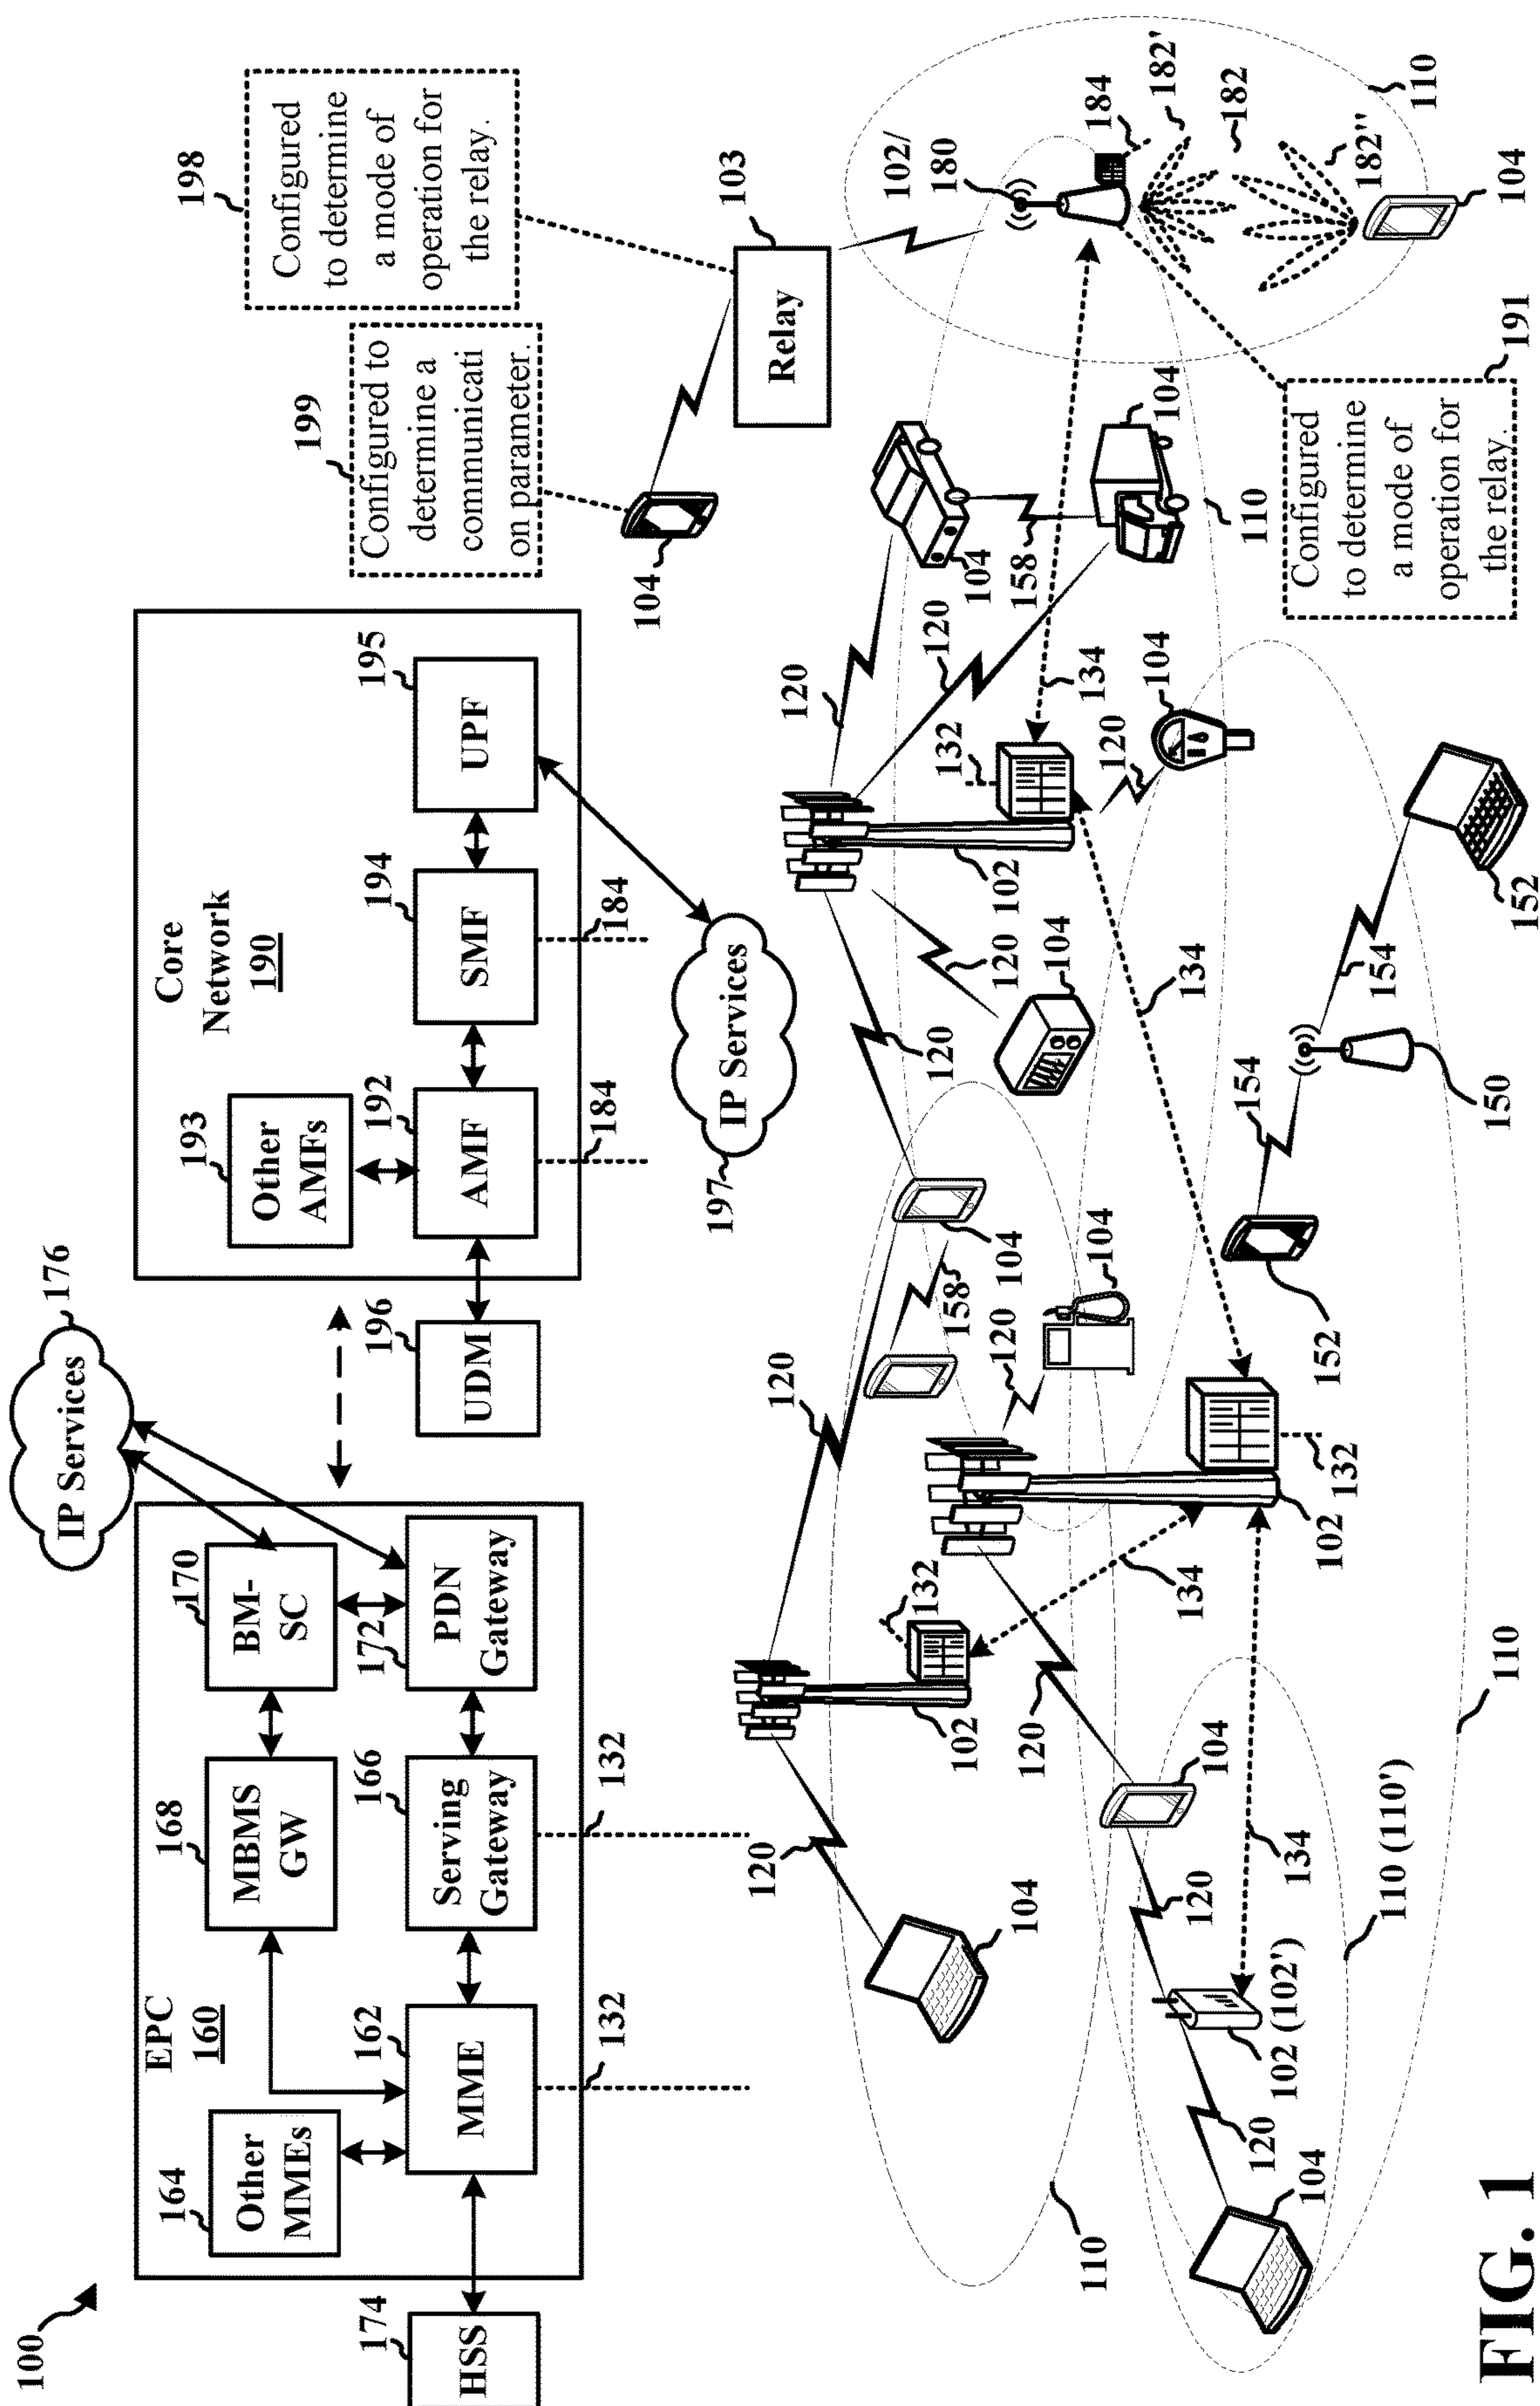 100
EPC
160
164
Other
MMEs
168
MBMS
GW
170
BM-
SC
172
162
MME
166
Serving
Gateway
PDN
Gateway
174
HSS
132
132
IP Services
176
Core
Network
190
193
Other
AMFs
192
AMF
194
SMF
195
UPF
196
UDM
184
184
IP Services
197
198
Configured
to determine
a mode of
operation for
the relay.
199
Configured to
determine a
communicati
on parameter.
104
103
Relay
102/
180
184
182'
182
182"
104
110
191
Configured
to determine
a mode of
operation for
the relay.
120
104
158
120
104
110
132
134
120
104
102
120
104
120
134
120
104
158
120
104
132
102
134
132
102
120
104
120
104
120
134
102 (102')
120
104
110
110 (110')
110
152
154
150
154
152
FIG. 1